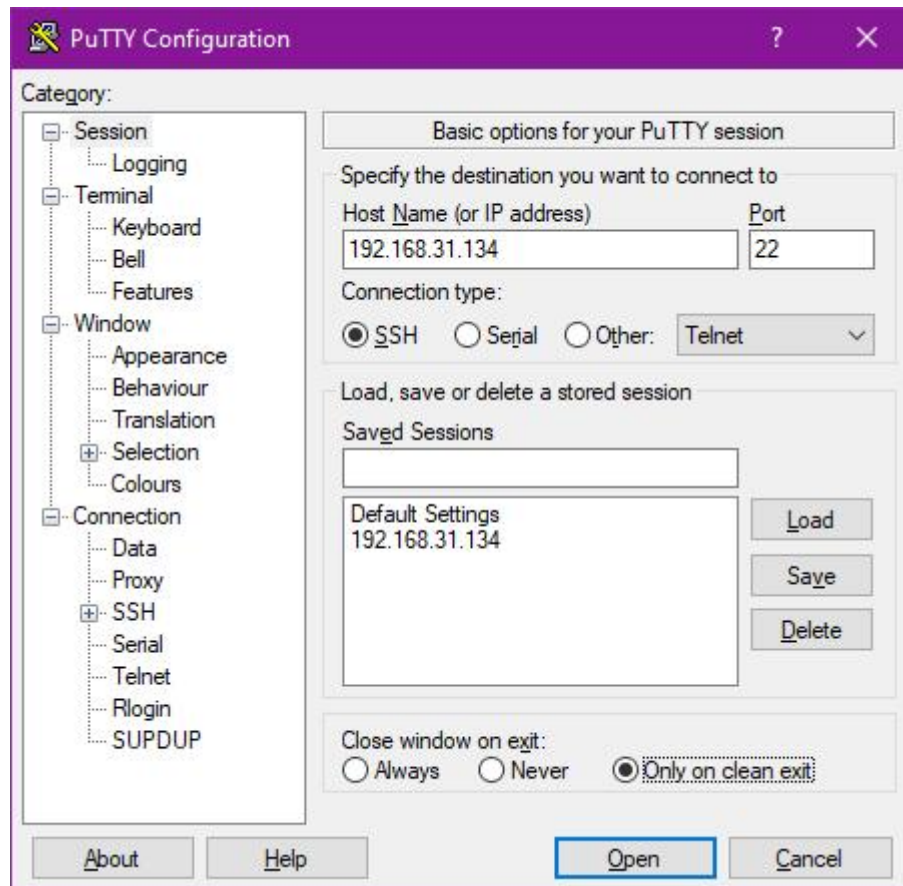 PuTTY Configuration ? ×
Category:
Session
Logging
Terminal
Keyboard
Bell
Features
Window
Appearance
Behaviour
Translation
Selection
Colours
Connection
Data
Proxy
SSH
Serial
Telnet
Rlogin
SUPDUP
Basic options for your PuTTY session
Specify the destination you want to connect to
Host Name (or IP address) Port
192.168.31.134 22
Connection type:
SSH Serial Other: Telnet
Load, save or delete a stored session
Saved Sessions
Default Settings
192.168.31.134
Load
Save
Delete
Close window on exit:
Always Never Only on clean exit
About Help Open Cancel